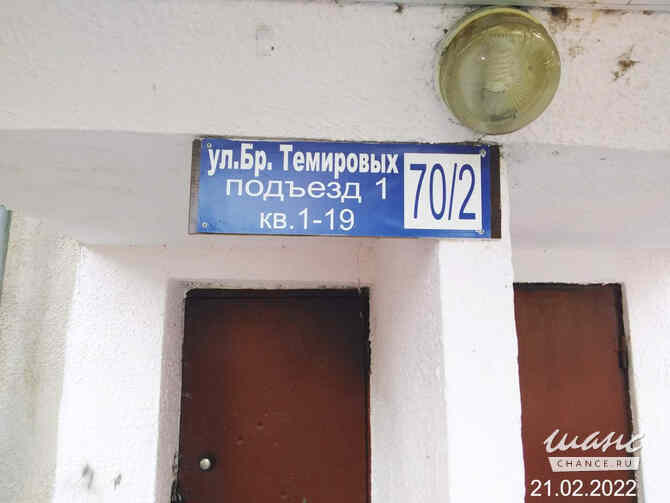 ул.Бр. Темировых
подъезд 1
кв.1-19
70/2
шанс
CHANCE.RU
21.02.2022